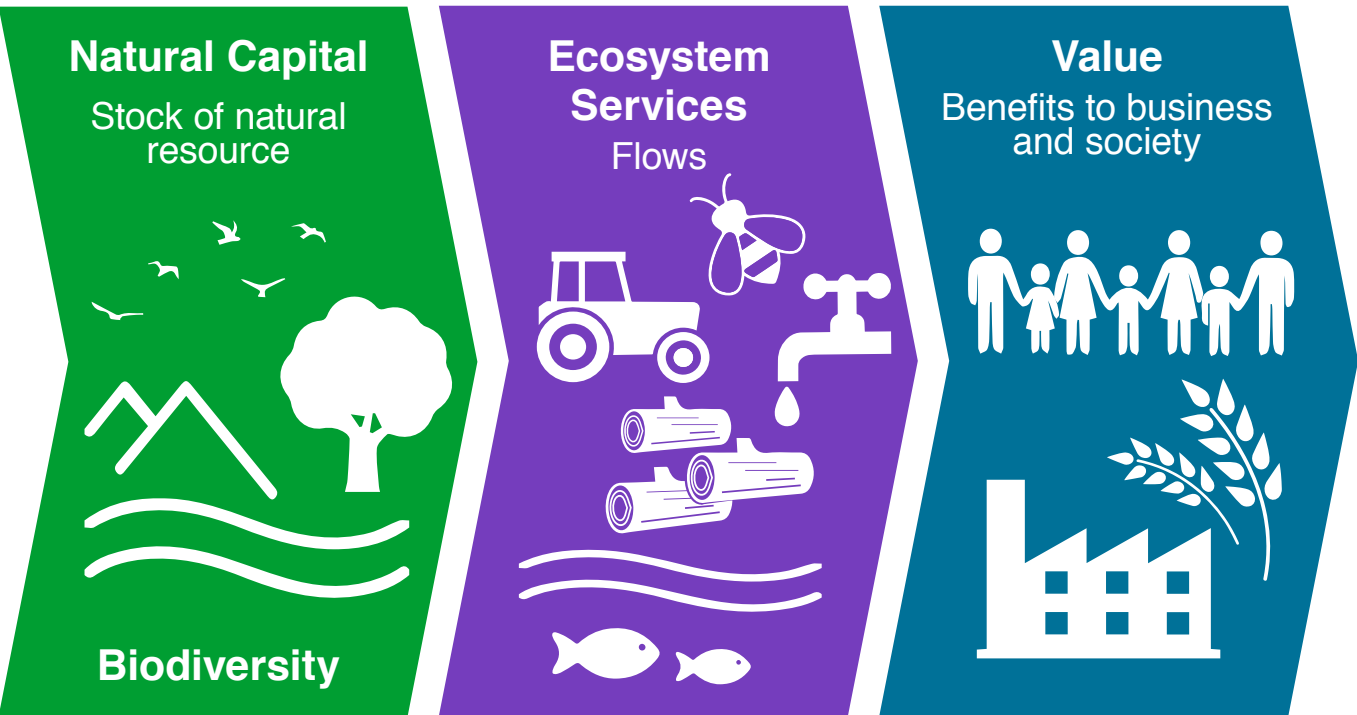 Natural Capital
Stock of natural
resource
Biodiversity
Ecosystem
Services
Flows
Value
Benefits to business
and society